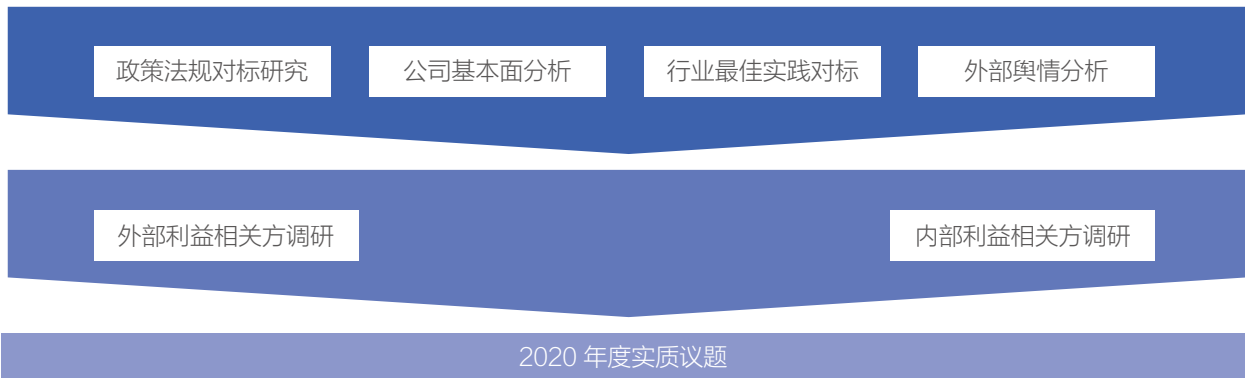 政策法规对标研究
公司基本面分析
行业最佳实践对标
外部舆情分析
外部利益相关方调研
内部利益相关方调研
2020 年度实质议题